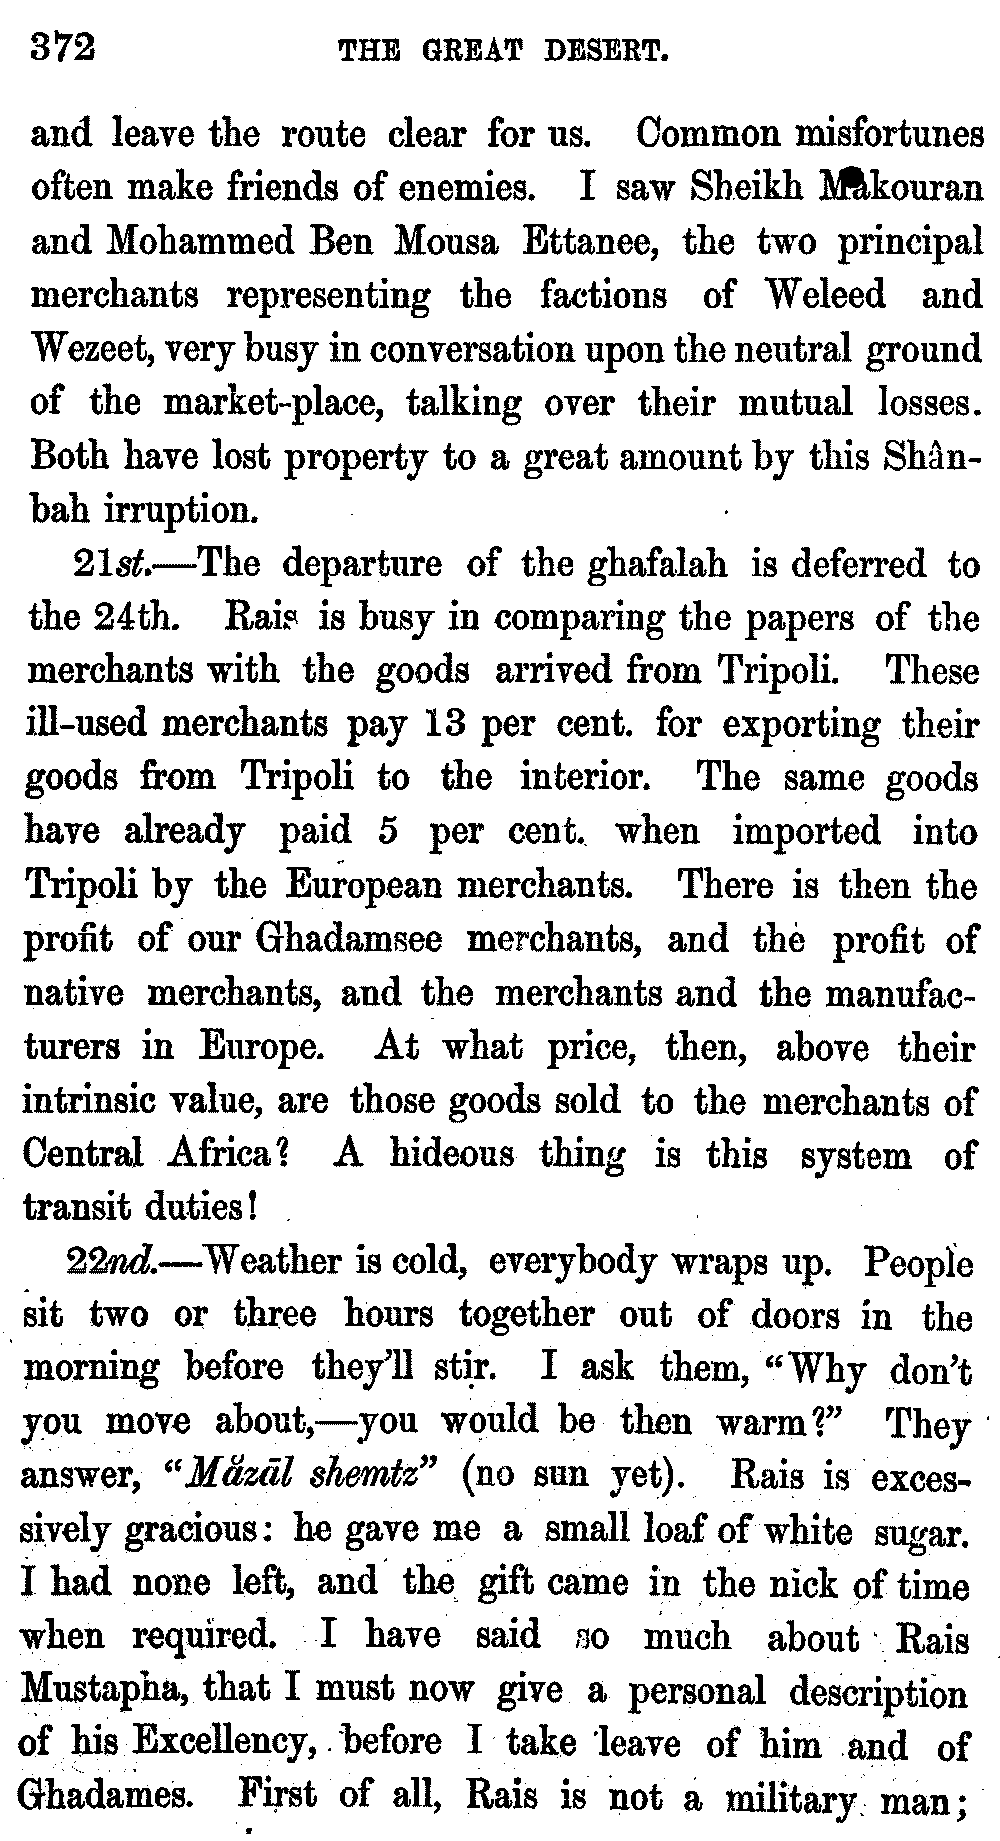 372 THE GREAT DESERT.
and leave the route clear for us. Common misfortunes
often make friends of enemies. I saw Sheikh Makouran
and Mohammed Ben Mousa Ettanee, the two principal
merchants representing the factions of Weleed and
Wezeet, very busy in conversation upon the neutral ground
of the market-place, talking over their mutual losses.
Both have lost property to a great amount by this Shân-
bah irruption.
21st.—The departure of the ghafalah is deferred to
the 24th. Rais is busy in comparing the papers of the
merchants with the goods arrived from Tripoli. These
ill-used merchants pay 13 per cent. for exporting their
goods from Tripoli to the interior. The same goods
have already paid 5 per cent. when imported into
Tripoli by the European merchants. There is then the
profit of our Ghadamsee merchants, and the profit of
native merchants, and the merchants and the manufac-
turers in Europe. At what price, then, above their
intrinsic value, are those goods sold to the merchants of
Central Africa? A hideous thing is this system of
transit duties!
22nd.—Weather is cold, everybody wraps up. People
sit two or three hours together out of doors in the
morning before they'll stir. I ask them, “Why don't
you move about,—you would be then warm?” They
answer, “Măzāl shemtz” (no sun yet). Rais is exces-
sively gracious: he gave me a small loaf of white sugar.
I had none left, and the gift came in the nick of time
when required. I have said so much about Rais
Mustapha, that I must now give a personal description
of his Excellency, before I take leave of him and of
Ghadames. First of all, Rais is not a military man;